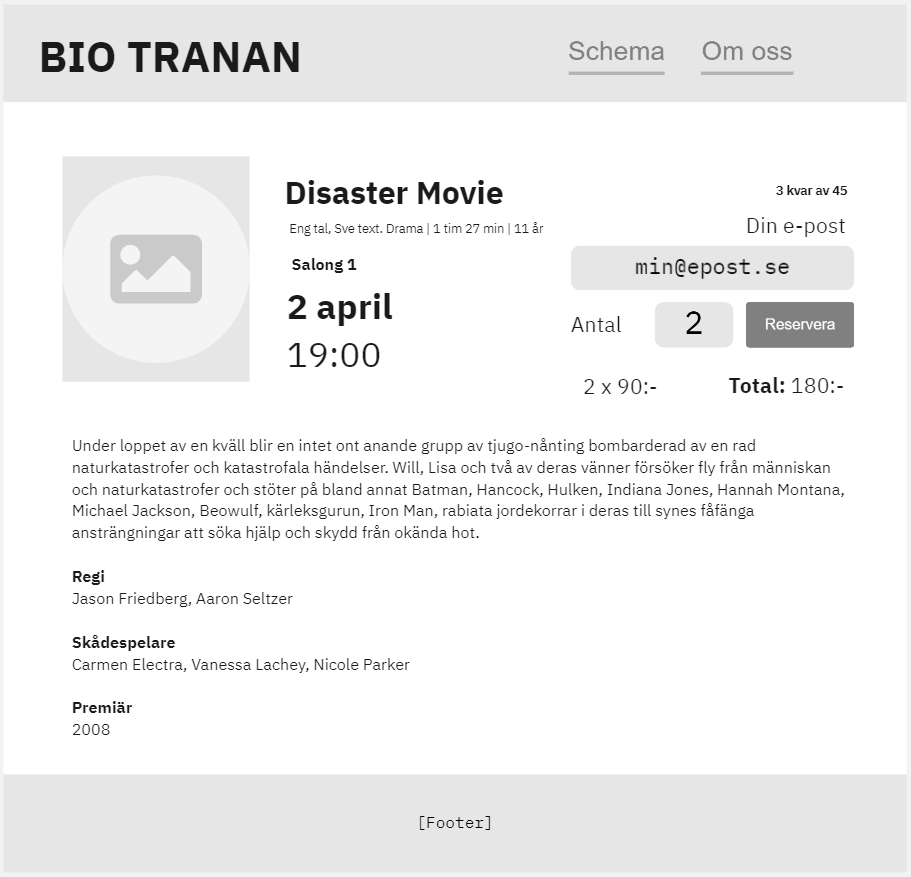 BIO TRANAN
Schema
Om oss
Disaster Movie
Eng tal, Sve text. Drama | 1 tim 27 min | 11 år
Salong 1
2 april
19:00
3 kvar av 45
Din e-post
min@epost.se
Antal
2
Reservera
2 x 90:-
Total: 180:-
Under loppet av en kväll blir en intet ont anande grupp av tjugo-nånting bombarderad av en rad
naturkatastrofer och katastrofala händelser. Will, Lisa och två av deras vänner försöker fly från människan
och naturkatastrofer och stöter på bland annat Batman, Hancock, Hulken, Indiana Jones, Hannah Montana,
Michael Jackson, Beowulf, kärleksgurun, Iron Man, rabiata jordekorrar i deras till synes fåfänga
ansträngningar att söka hjälp och skydd från okända hot.
Regi
Jason Friedberg, Aaron Seltzer
Skådespelare
Carmen Electra, Vanessa Lachey, Nicole Parker
Premiär
2008
[Footer]